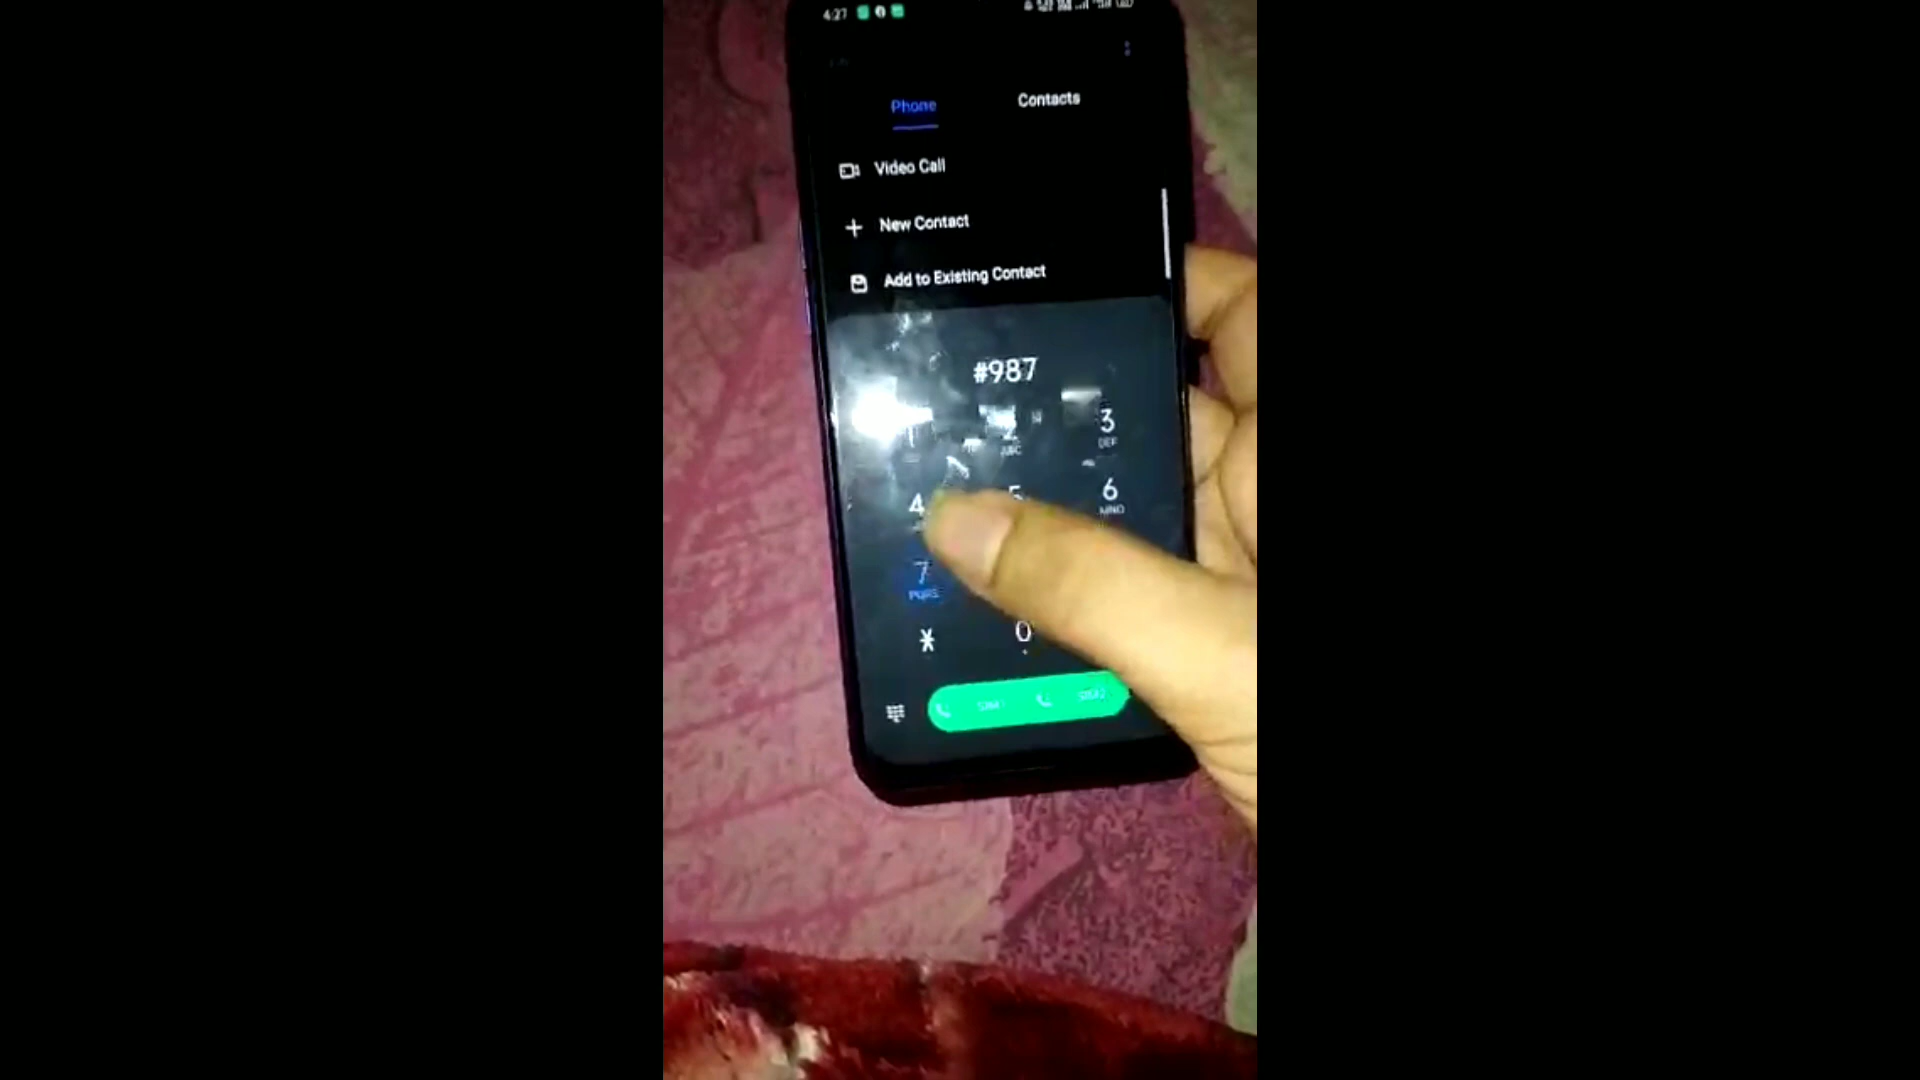 4:27
Phone Contacts
Video Call
New Contact
Add to Existing Contact
#987
3
DEF
4 5 6
MNO
7
PQRS
* 0